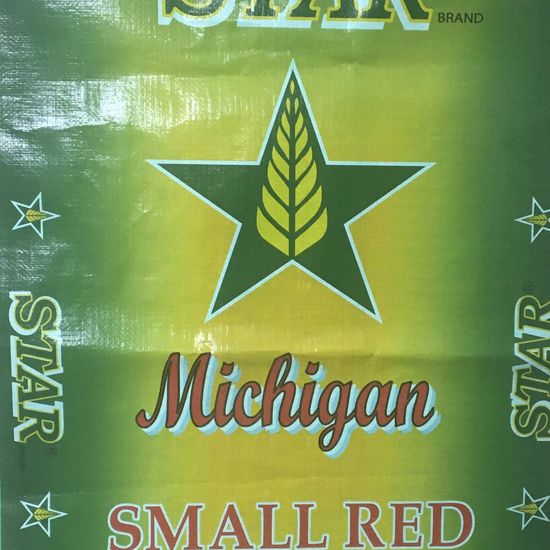 STAR
BRAND
STAR®
STAR®
Michigan
SMALL RED